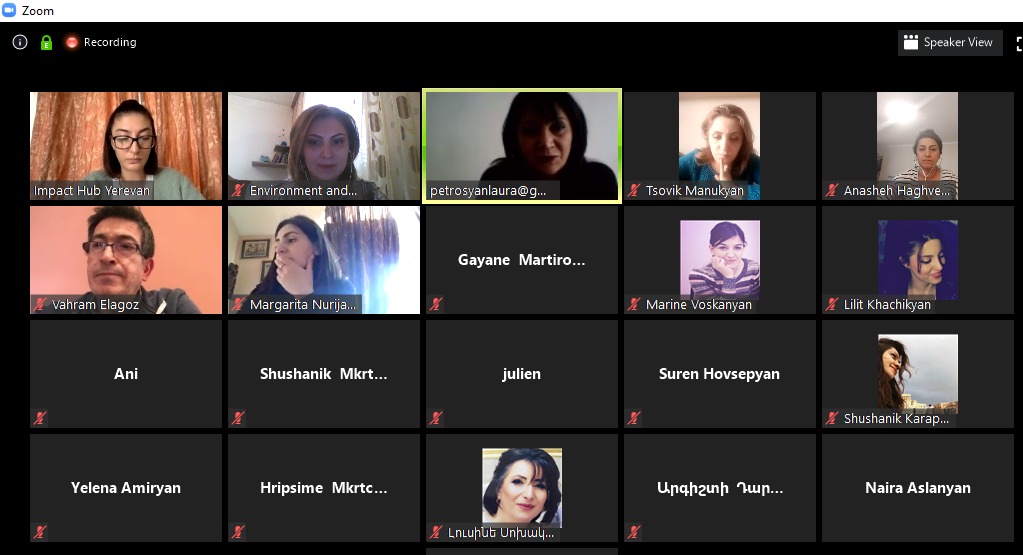 Zoom
Recording
Speaker View
Impact Hub Yerevan
Environment and...
petrosyanlaura@g...
Tsovik Manukyan
Anasheh Haghve...
Vahram Elagoz
Margarita Nurija...
Gayane Martiro...
Marine Voskanyan
Lilit Khachikyan
Ani
Shushanik Mkrt...
julien
Suren Hovsepyan
Shushanik Karap...
Yelena Amiryan
Hripsime Mkrtc...
Լուսինե Սոխակ...
Արգիշտի Դար...
Naira Aslanyan